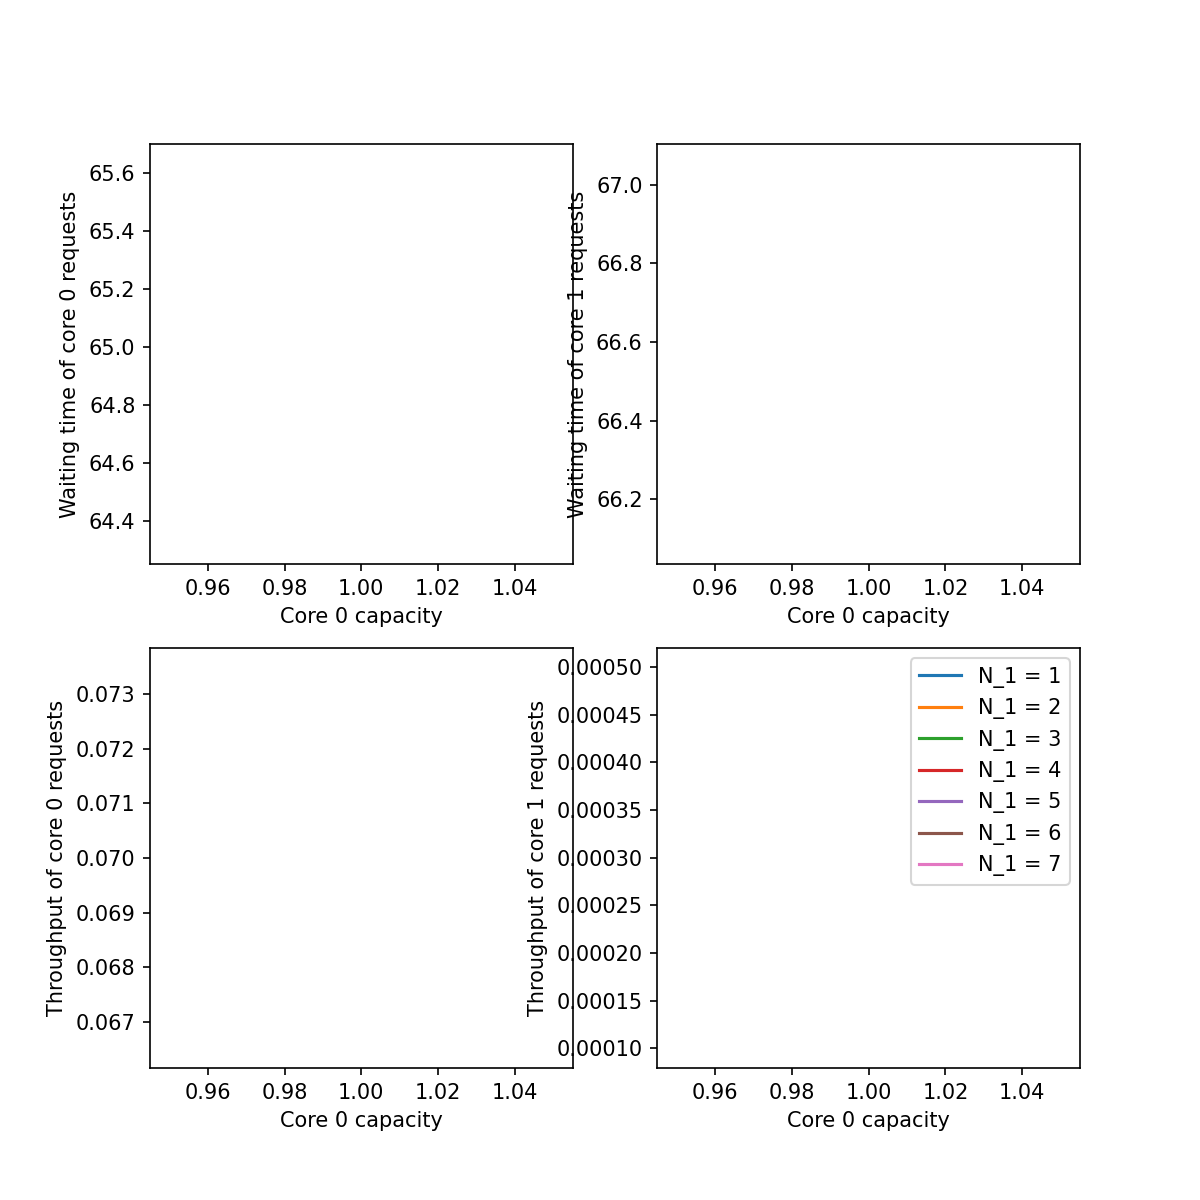 Waiting time of core 0 requests
65.6
65.4
65.2
65.0
64.8
64.6
64.4
0.96 0.98 1.00 1.02 1.04
Core 0 capacity
Waiting time of core 1 requests
67.0
66.8
66.6
66.4
66.2
0.96 0.98 1.00 1.02 1.04
Core 0 capacity
Throughput of core 0 requests
0.073
0.072
0.071
0.070
0.069
0.068
0.067
0.96 0.98 1.00 1.02 1.04
Core 0 capacity
Throughput of core 1 requests
0.00050
0.00045
0.00040
0.00035
0.00030
0.00025
0.00020
0.00015
0.00010
N_1 = 1
N_1 = 2
N_1 = 3
N_1 = 4
N_1 = 5
N_1 = 6
N_1 = 7
0.96 0.98 1.00 1.02 1.04
Core 0 capacity